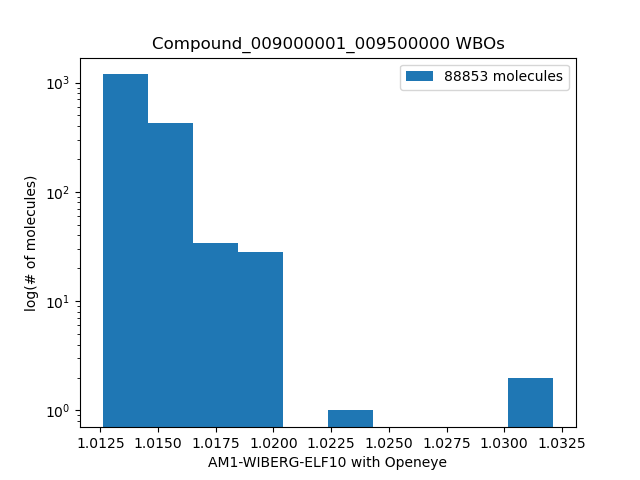 Compound_009000001_009500000 WBOs
88853 molecules
log(# of molecules)
10³
10²
10¹
10⁰
1.0125 1.0150 1.0175 1.0200 1.0225 1.0250 1.0275 1.0300 1.0325
AM1-WIBERG-ELF10 with Openeye